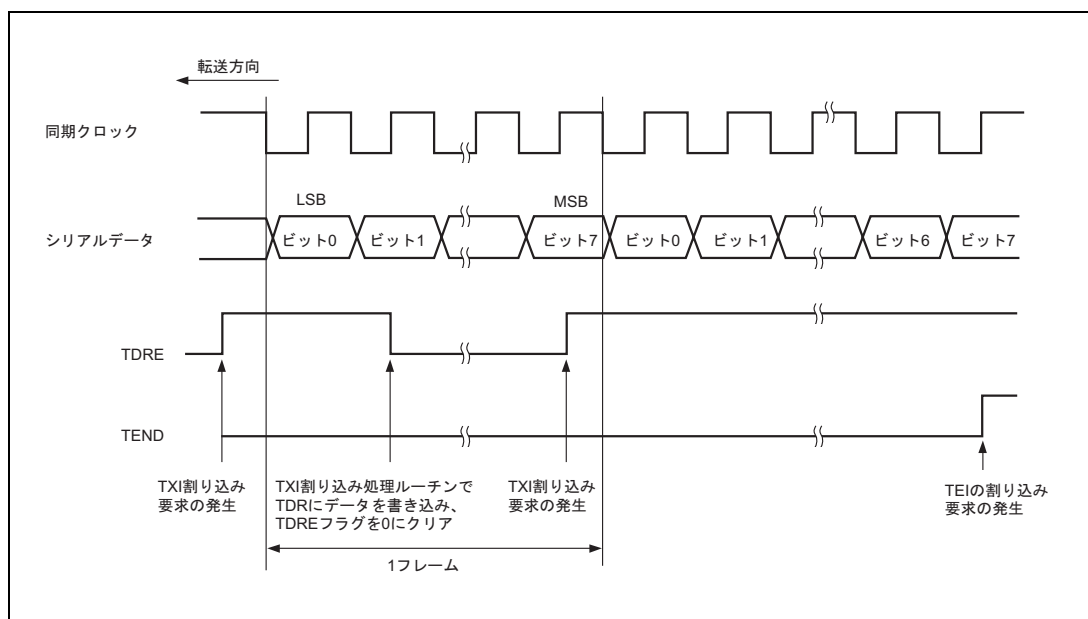 転送方向
同期クロック
LSB
MSB
シリアルデータ
ビット0
ビット1
ビット7
ビット0
ビット1
ビット6
ビット7
TDRE
TEND
TXI割り込み
要求の発生
TXI割り込み処理ルーチンで
TDRにデータを書き込み、
TDREフラグを0にクリア
TXI割り込み
要求の発生
TEIの割り込み
要求の発生
1フレーム